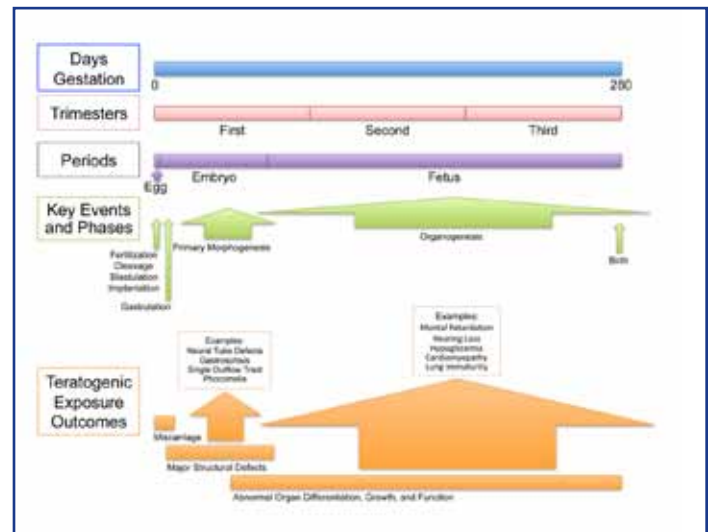 Days
Gestation
0
280
Trimesters
First
Second
Third
Periods
Egg
Embryo
Fetus
Key Events
and Phases
Fertilization
Cleavage
Blastulation
Implantation
Gastrulation
Primary Morphogenesis
Organogenesis
Birth
Teratogenic
Exposure
Outcomes
Examples:
Neural Tube Defects
Gastroschisis
Single Outflow Tract
Phocomelia
Examples:
Mental Retardation
Hearing Loss
Hypoglycemia
Cardiomyopathy
Lung Immaturity
Miscarriage
Major Structural Defects
Abnormal Organ Differentiation, Growth, and Function